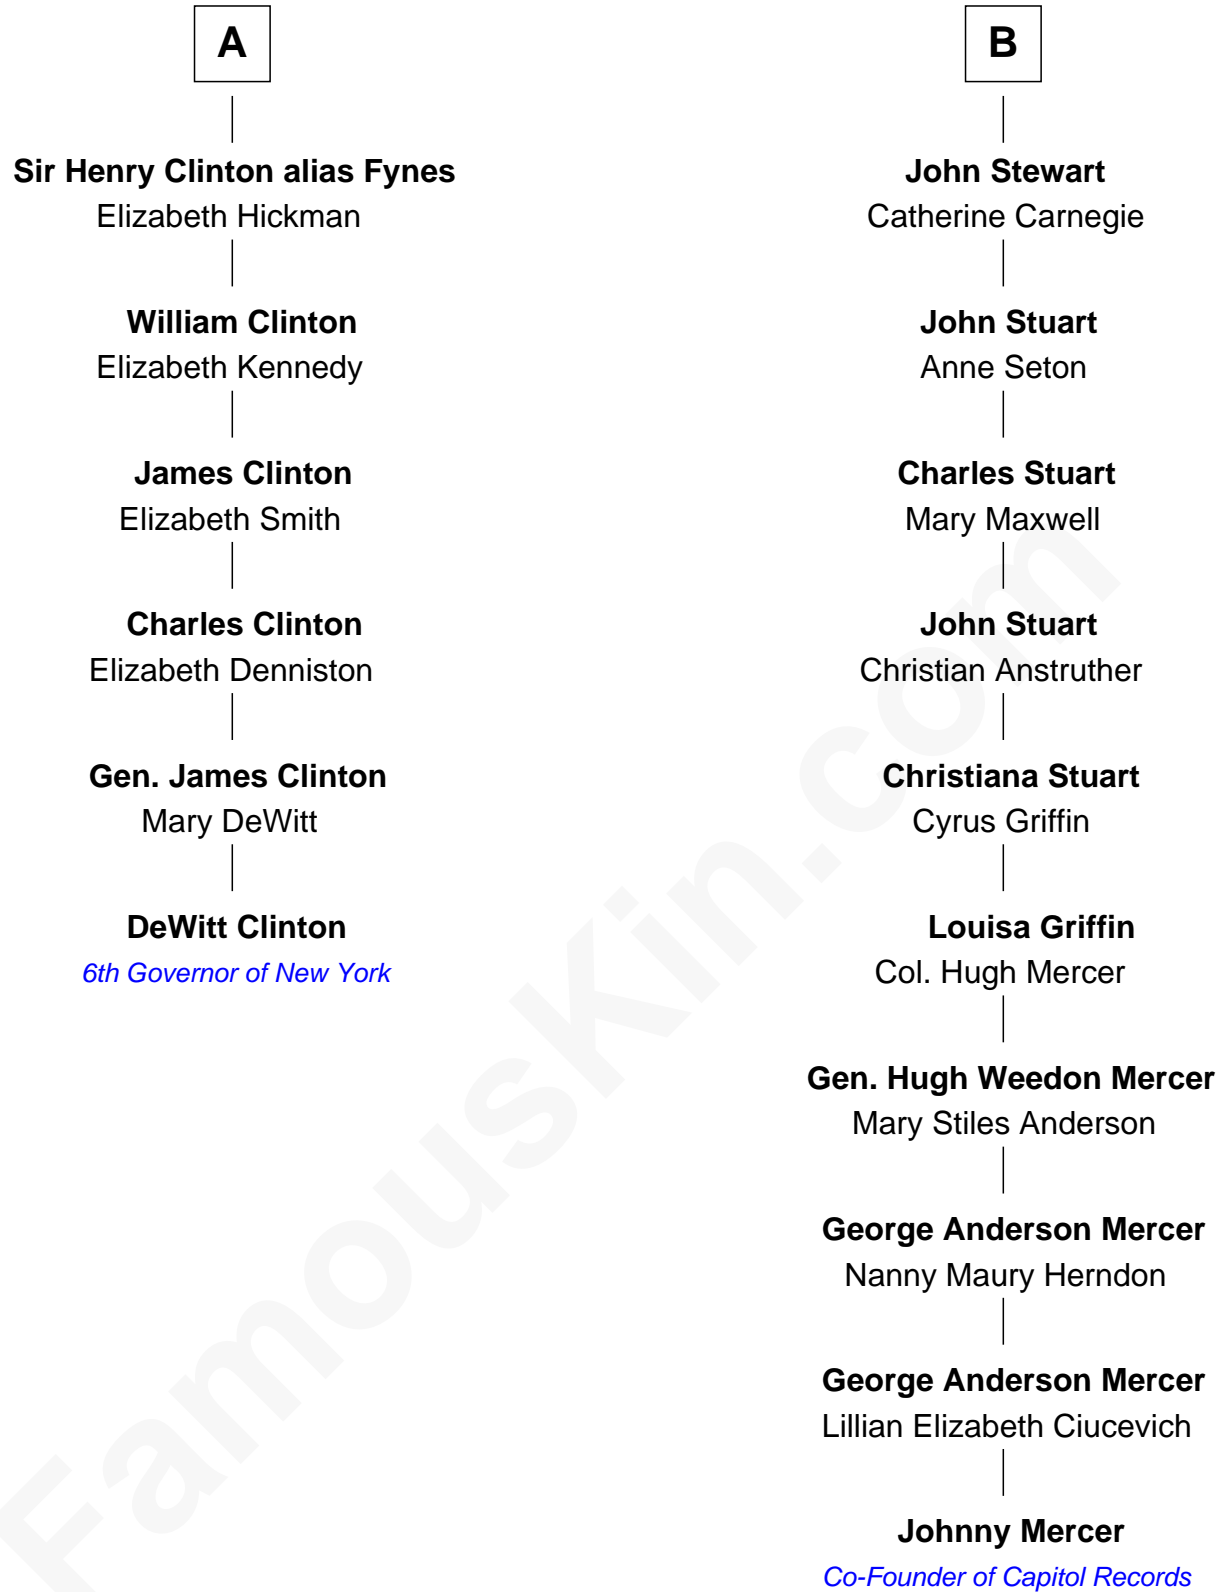 A
Sir Henry Clinton alias Fynes
Elizabeth Hickman
William Clinton
Elizabeth Kennedy
James Clinton
Elizabeth Smith
Charles Clinton
Elizabeth Denniston
Gen. James Clinton
Mary DeWitt
DeWitt Clinton
6th Governor of New York
B
John Stewart
Catherine Carnegie
John Stuart
Anne Seton
Charles Stuart
Mary Maxwell
John Stuart
Christian Anstruther
Christiana Stuart
Cyrus Griffin
Louisa Griffin
Col. Hugh Mercer
Gen. Hugh Weedon Mercer
Mary Stiles Anderson
George Anderson Mercer
Nanny Maury Herndon
George Anderson Mercer
Lillian Elizabeth Ciucevich
Johnny Mercer
Co-Founder of Capitol Records
FamousKin.com